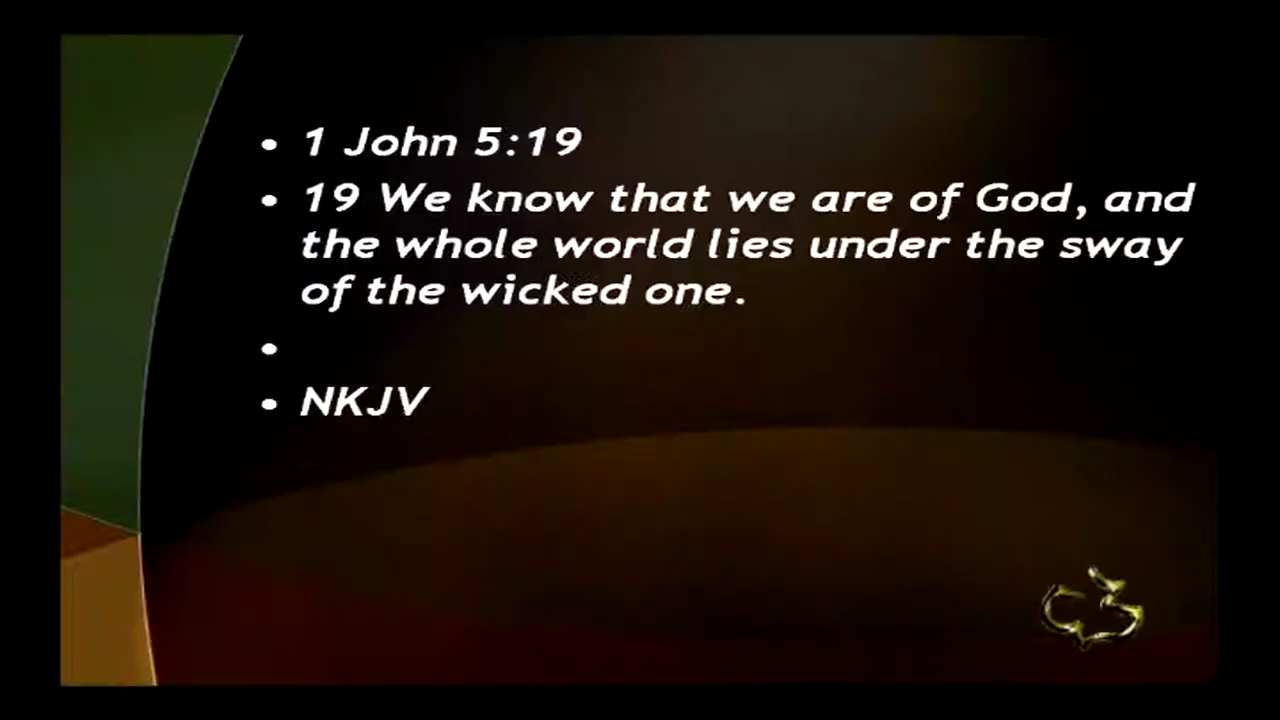 • 1 John 5:19
• 19 We know that we are of God, and
the whole world lies under the sway
of the wicked one.
•
• NKJV
C3